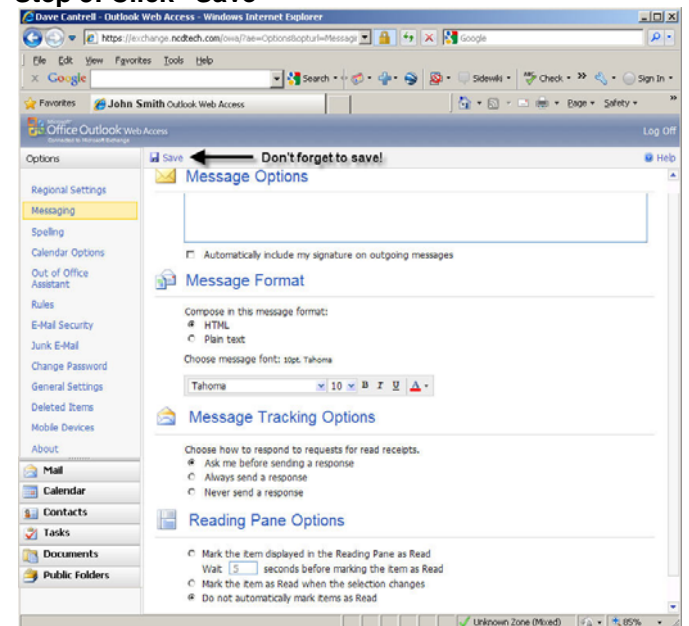 Dave Cantrell - Outlook Web Access - Windows Internet Explorer
https://exchange.ncdtech.com/owa/?ae=Options&opturl=Messagi
Google
File Edit View Favorites Tools Help
Google Search Sidewiki Check Sign In
Favorites John Smith Outlook Web Access Page Safety
Office Outlook Web Access
Connected to Microsoft Exchange
Log Off
Options
Save Don't forget to save! Help
Regional Settings
Messaging
Spelling
Calendar Options
Out of Office
Assistant
Rules
E-Mail Security
Junk E-Mail
Change Password
General Settings
Deleted Items
Mobile Devices
About
Mail
Calendar
Contacts
Tasks
Documents
Public Folders
Message Options
Automatically include my signature on outgoing messages
Message Format
Compose in this message format:
HTML
Plain text
Choose message font: 10pt. Tahoma
Tahoma 10 B I U A
Message Tracking Options
Choose how to respond to requests for read receipts.
Ask me before sending a response
Always send a response
Never send a response
Reading Pane Options
Mark the item displayed in the Reading Pane as Read
Wait 5 seconds before marking the item as Read
Mark the item as Read when the selection changes
Do not automatically mark items as Read
Unknown Zone (Mixed) 85%